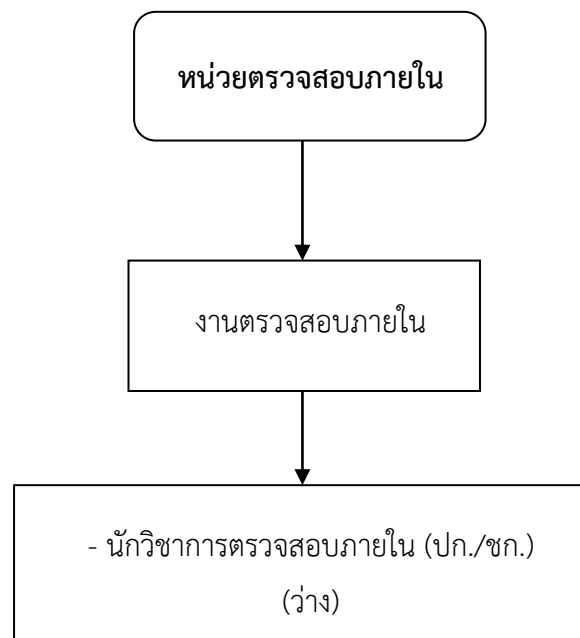 หน่วยตรวจสอบภายใน
งานตรวจสอบภายใน
- นักวิชาการตรวจสอบภายใน (ปก./ชก.)
(ว่าง)